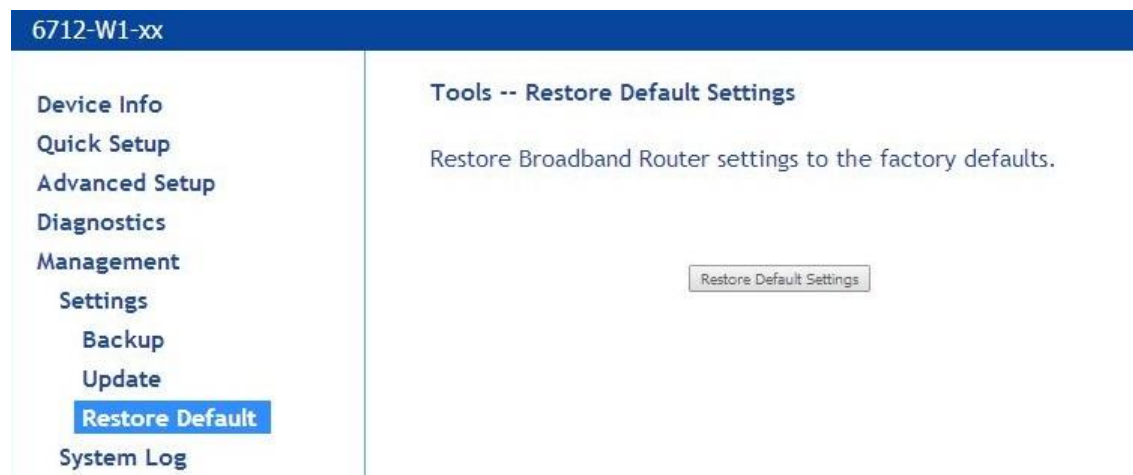 6712-W1-xx
Device Info
Quick Setup
Advanced Setup
Diagnostics
Management
Settings
Backup
Update
Restore Default
System Log
Tools -- Restore Default Settings
Restore Broadband Router settings to the factory defaults.
Restore Default Settings